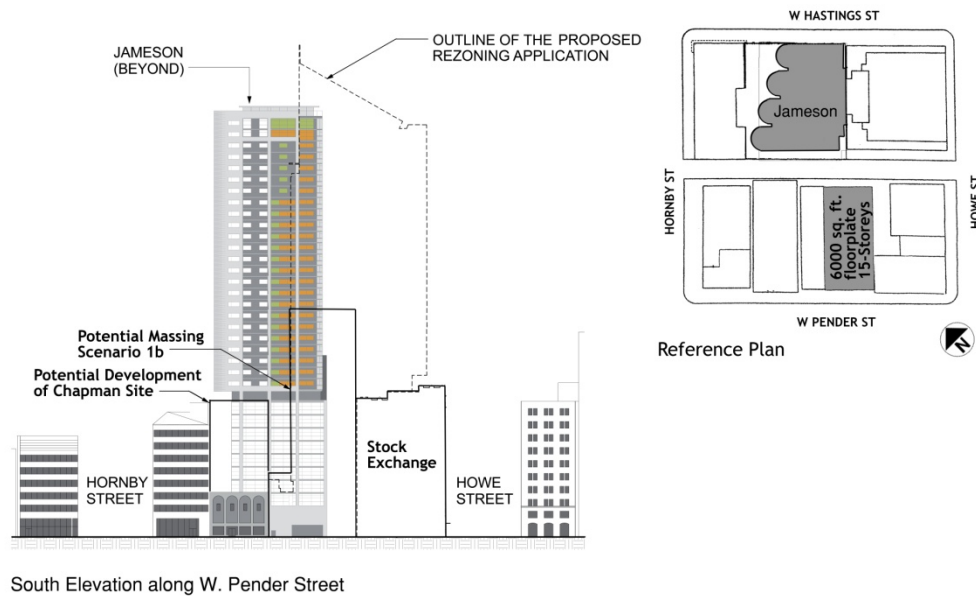 JAMESON
(BEYOND)
OUTLINE OF THE PROPOSED
REZONING APPLICATION
Potential Massing
Scenario 1b
Potential Development
of Chapman Site
HORNBY
STREET
Stock
Exchange
HOWE
STREET
South Elevation along W. Pender Street
W HASTINGS ST
Jameson
HORNBY ST
HOWE ST
6000 sq. ft.
floorplate
15-Storeys
W PENDER ST
Reference Plan
N